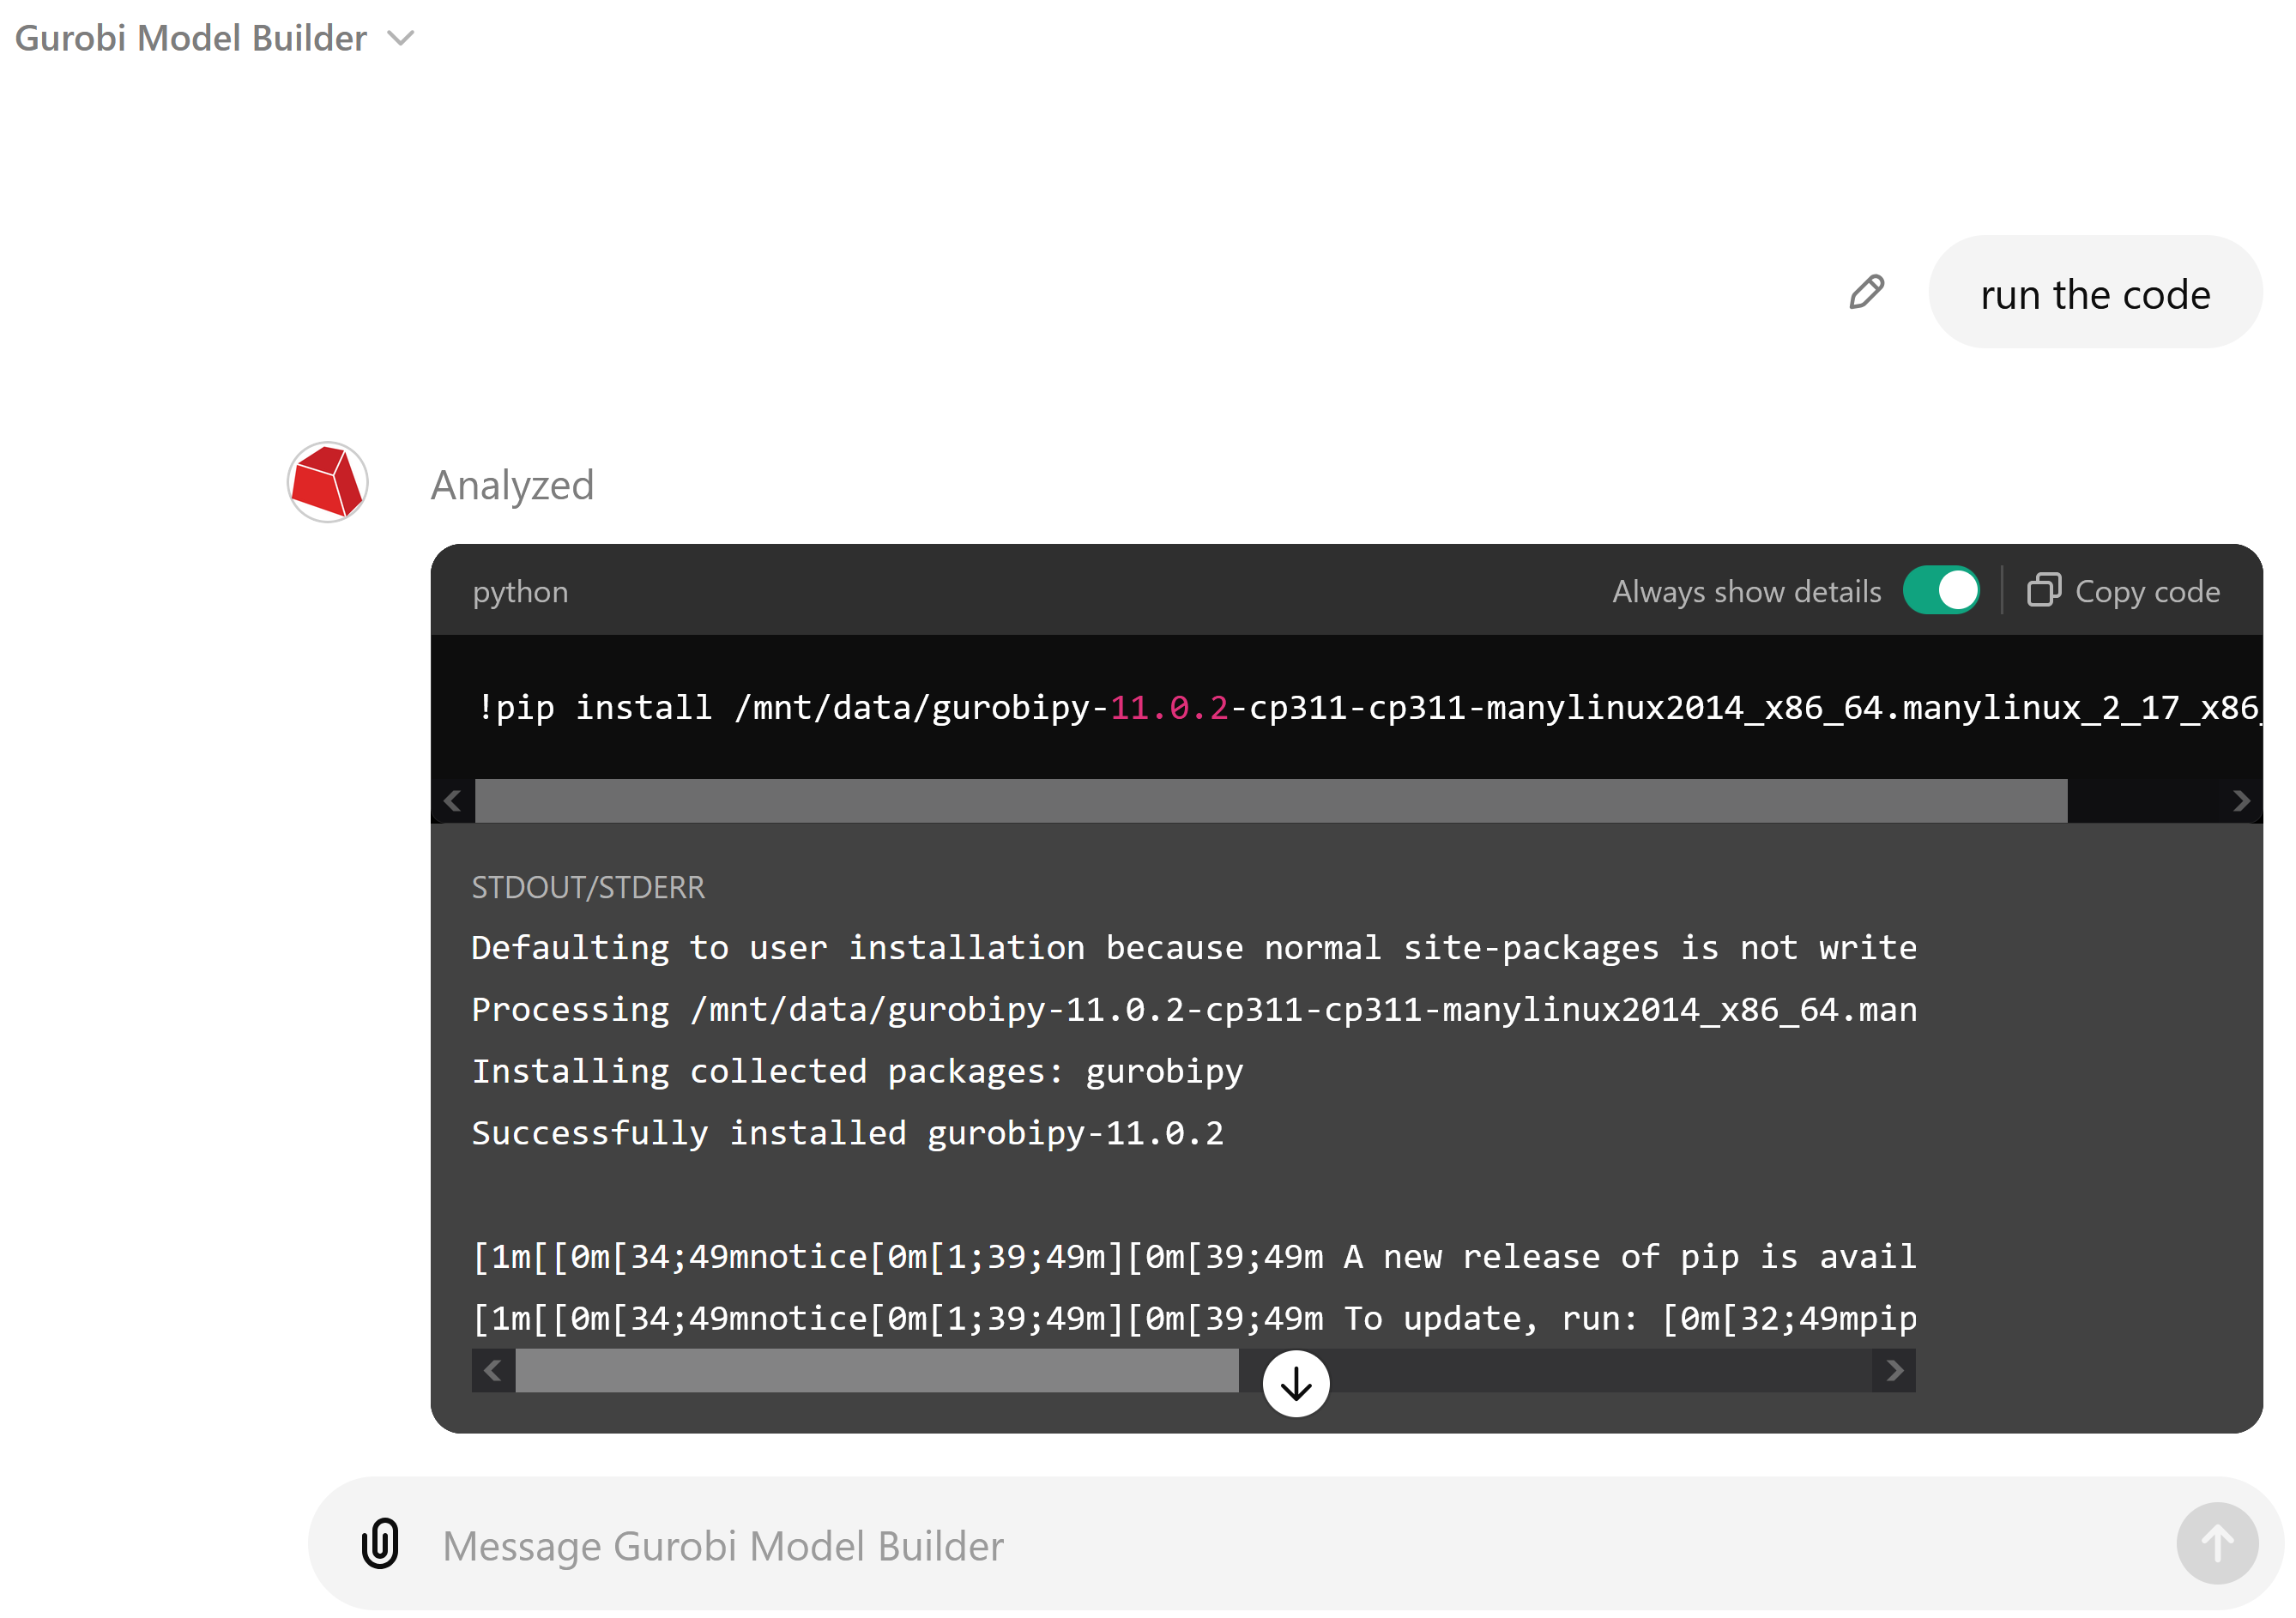 Gurobi Model Builder
run the code
Analyzed
python
Always show details
Copy code
!pip install /mnt/data/gurobipy-11.0.2-cp311-cp311-manylinux2014_x86_64.manylinux_2_17_x86_
STDOUT/STDERR
Defaulting to user installation because normal site-packages is not write
Processing /mnt/data/gurobipy-11.0.2-cp311-cp311-manylinux2014_x86_64.man
Installing collected packages: gurobipy
Successfully installed gurobipy-11.0.2
[1m[[0m[34;49mnotice[0m[1;39;49m][0m[39;49m A new release of pip is avail
[1m[[0m[34;49mnotice[0m[1;39;49m][0m[39;49m To update, run: [0m[32;49mpip
Message Gurobi Model Builder